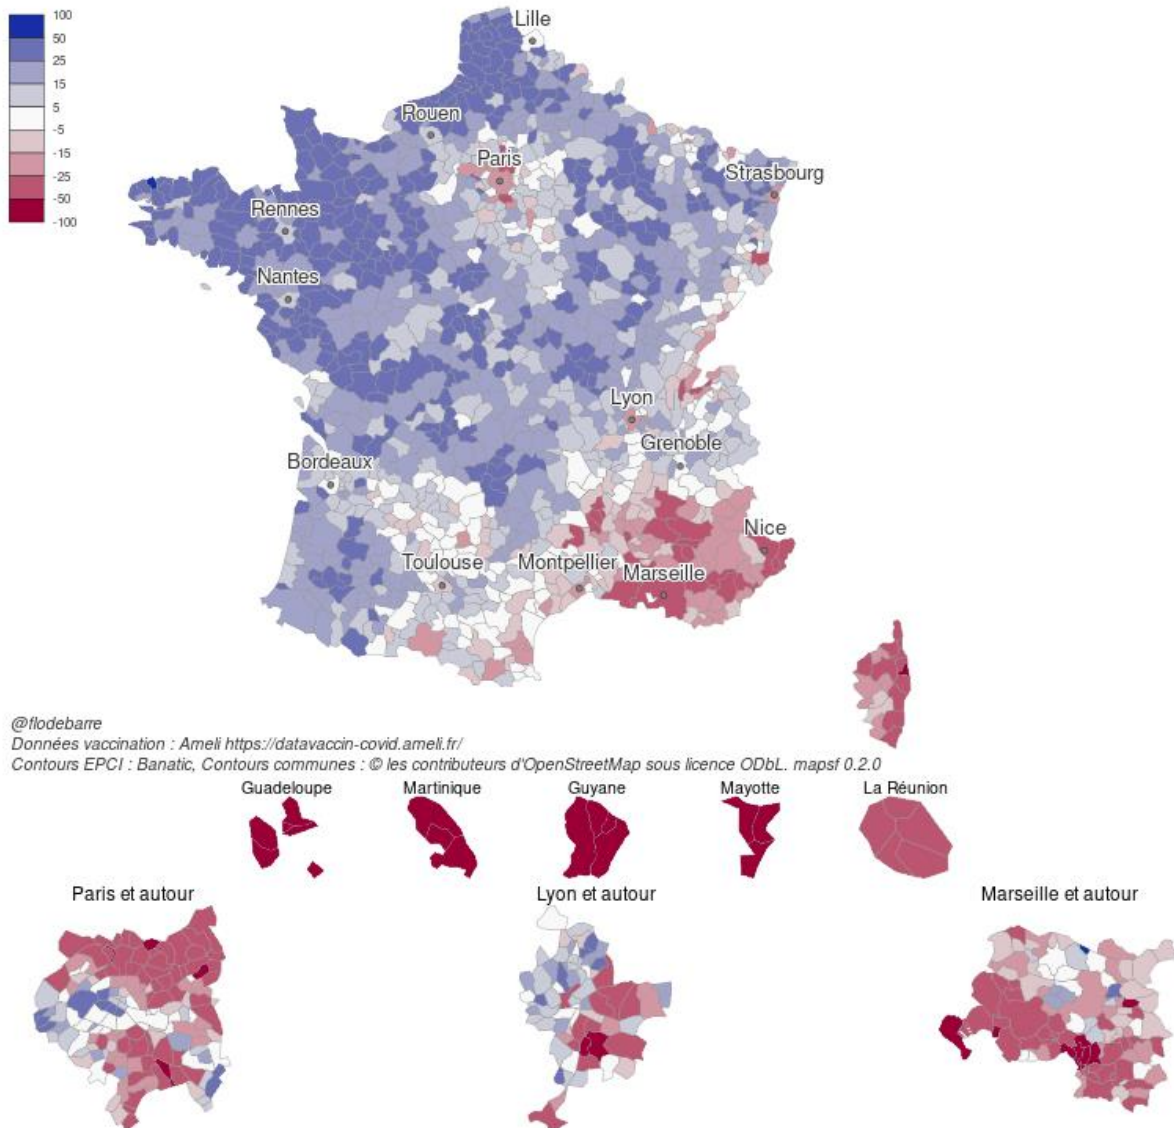 100
50
25
15
5
-5
-15
-25
-50
-100
Lille
Rouen
Paris
Strasbourg
Rennes
Nantes
Lyon
Grenoble
Bordeaux
Nice
Toulouse
Montpellier
Marseille
@flodebarre
Données vaccination : Ameli https://datavaccin-covid.ameli.fr/
Contours EPCI : Banatic, Contours communes : © les contributeurs d'OpenStreetMap sous licence ODbL. mapsf 0.2.0
Guadeloupe Martinique Guyane Mayotte La Réunion
Paris et autour Lyon et autour Marseille et autour